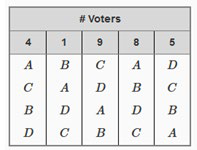 # Voters
4 1 9 8 5
A B C A D
C A D B C
B D A D B
D C B C A